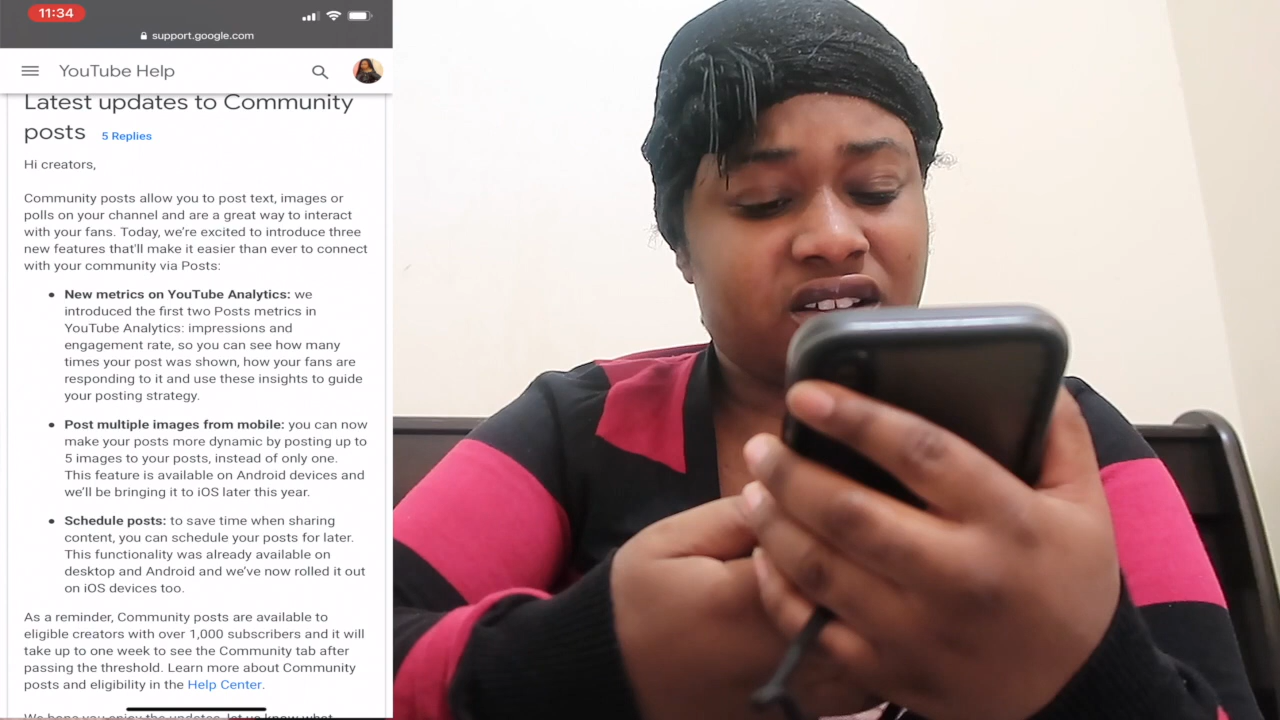 11:34
support.google.com
YouTube Help
Latest updates to Community
posts 5 Replies
Hi creators,
Community posts allow you to post text, images or
polls on your channel and are a great way to interact
with your fans. Today, we're excited to introduce three
new features that'll make it easier than ever to connect
with your community via Posts:
• New metrics on YouTube Analytics: we
introduced the first two Posts metrics in
YouTube Analytics: impressions and
engagement rate, so you can see how many
times your post was shown, how your fans are
responding to it and use these insights to guide
your posting strategy.
• Post multiple images from mobile: you can now
make your posts more dynamic by posting up to
5 images to your posts, instead of only one.
This feature is available on Android devices and
we'll be bringing it to iOS later this year.
• Schedule posts: to save time when sharing
content, you can schedule your posts for later.
This functionality was already available on
desktop and Android and we've now rolled it out
on iOS devices too.
As a reminder, Community posts are available to
eligible creators with over 1,000 subscribers and it will
take up to one week to see the Community tab after
passing the threshold. Learn more about Community
posts and eligibility in the Help Center.
We hope you enjoy the updates, let us know what